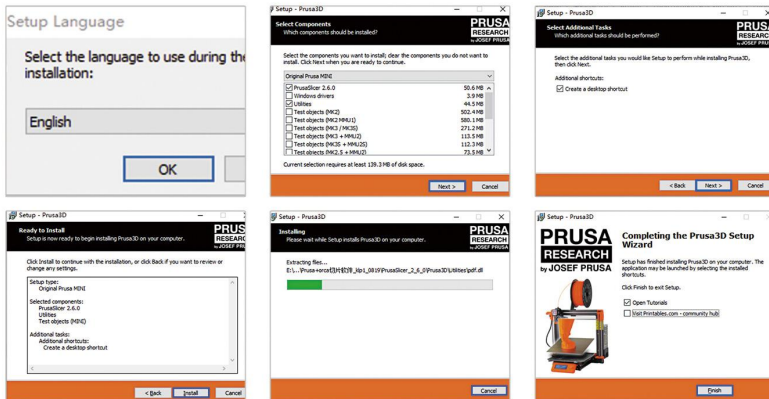 Setup Language
Select the language to use during the
installation:
English
OK
Setup - Prusa3D
Select Components
Which components should be installed?
PRUSA
RESEARCH
by JOSEF PRUSA
Select the components you want to install; clear the components you do not want to
install. Click Next when you are ready to continue.
Original Prusa MINI
PrusaSlicer 2.6.0 50.6 MB
Windows drivers 3.9 MB
Utilities 44.5 MB
Test objects (MK2) 502.4 MB
Test objects (MK2 MMU1) 580.1 MB
Test objects (MK3 / MK3S) 271.2 MB
Test objects (MK3 + MMU2) 113.5 MB
Test objects (MK3S + MMU2S) 112.3 MB
Test objects (MK2.5 + MMU2) 73.5 MB
Current selection requires at least 139.3 MB of disk space.
Next >
Cancel
Setup - Prusa3D
Select Additional Tasks
Which additional tasks should be performed?
PRUS
RESEARC
by JOSEF PRUS
Select the additional tasks you would like Setup to perform while installing Prusa3D,
then click Next.
Additional shortcuts:
Create a desktop shortcut
< Back
Next >
Cancel
Setup - Prusa3D
Ready to Install
Setup is now ready to begin installing Prusa3D on your computer.
PRUS
RESEARC
by JOSEF PRUS
Click Install to continue with the installation, or click Back if you want to review or
change any settings.
Setup type:
Original Prusa MINI
Selected components:
PrusaSlicer 2.6.0
Utilities
Test objects (MINI)
Additional tasks:
Additional shortcuts:
Create a desktop shortcut
< Back
Install
Cancel
Setup - Prusa3D
Installing
Please wait while Setup installs Prusa3D on your computer.
PRUSA
RESEARCH
by JOSEF PRUSA
Extracting files...
Cancel
Setup - Prusa3D
PRUSA
RESEARCH
by JOSEF PRUSA
Completing the Prusa3D Setup
Wizard
Setup has finished installing Prusa3D on your computer. The
application may be launched by selecting the installed
shortcuts.
Click Finish to exit Setup.
Open Tutorials
Visit Printables.com - community hub
Finish